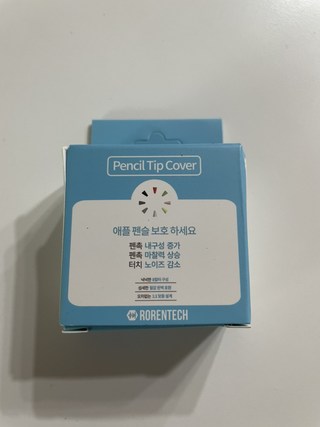 Pencil Tip Cover
애플 펜슬 보호 하세요
펜촉 내구성 증가
펜촉 마찰력 상승
터치 노이즈 감소
RORENTECH